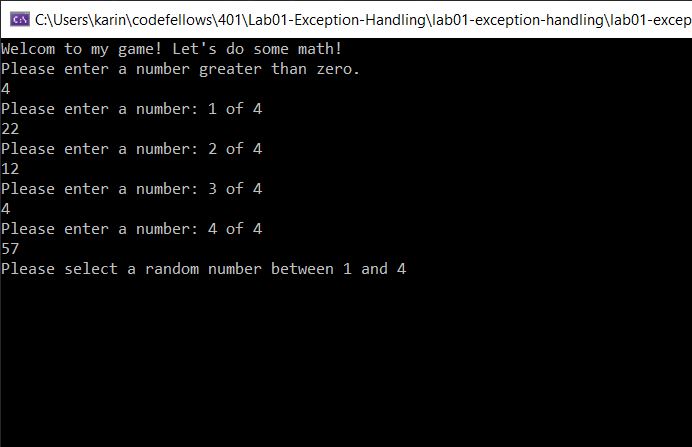 C:\Users\karin\codefellows\401\Lab01-Exception-Handling\lab01-exception-handling\lab01-excep
Welcom to my game! Let's do some math!
Please enter a number greater than zero.
4
Please enter a number: 1 of 4
22
Please enter a number: 2 of 4
12
Please enter a number: 3 of 4
4
Please enter a number: 4 of 4
57
Please select a random number between 1 and 4